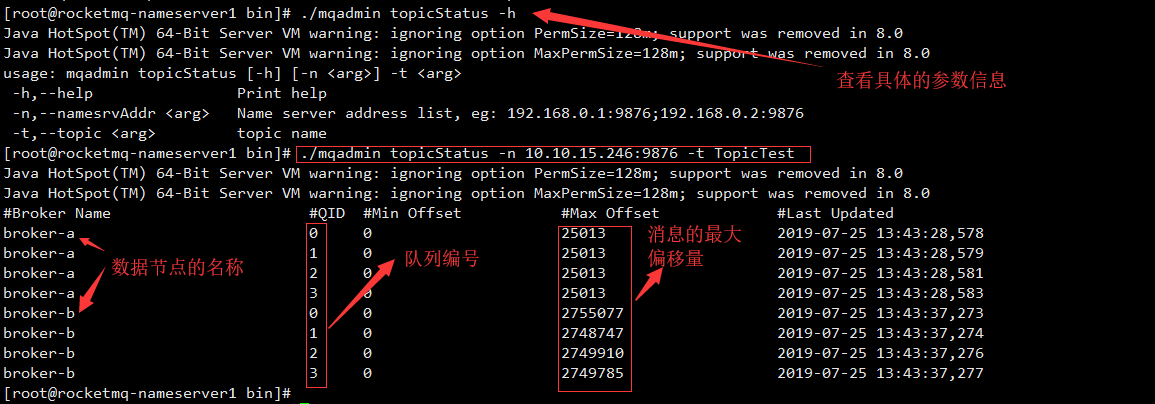 [root@rocketmq-nameserver1 bin]# ./mqadmin topicStatus -h
Java HotSpot(TM) 64-Bit Server VM warning: ignoring option PermSize=128m; support was removed in 8.0
Java HotSpot(TM) 64-Bit Server VM warning: ignoring option MaxPermSize=128m; support was removed in 8.0
usage: mqadmin topicStatus [-h] [-n <arg>] -t <arg>
查看具体的参数信息
-h,--help Print help
-n,--namesrvAddr <arg> Name server address list, eg: 192.168.0.1:9876;192.168.0.2:9876
-t,--topic <arg> topic name
[root@rocketmq-nameserver1 bin]# ./mqadmin topicStatus -n 10.10.15.246:9876 -t TopicTest
Java HotSpot(TM) 64-Bit Server VM warning: ignoring option PermSize=128m; support was removed in 8.0
Java HotSpot(TM) 64-Bit Server VM warning: ignoring option MaxPermSize=128m; support was removed in 8.0
#Broker Name #QID #Min Offset #Max Offset #Last Updated
broker-a 0 0 25013 2019-07-25 13:43:28,578
broker-a 1 0 25013 2019-07-25 13:43:28,579
broker-a 2 0 25013 2019-07-25 13:43:28,581
broker-a 3 0 25013 2019-07-25 13:43:28,583
broker-b 0 0 2755077 2019-07-25 13:43:37,273
broker-b 1 0 2748747 2019-07-25 13:43:37,274
broker-b 2 0 2749910 2019-07-25 13:43:37,276
broker-b 3 0 2749785 2019-07-25 13:43:37,277
数据节点的名称
队列编号
消息的最大
偏移量
[root@rocketmq-nameserver1 bin]#